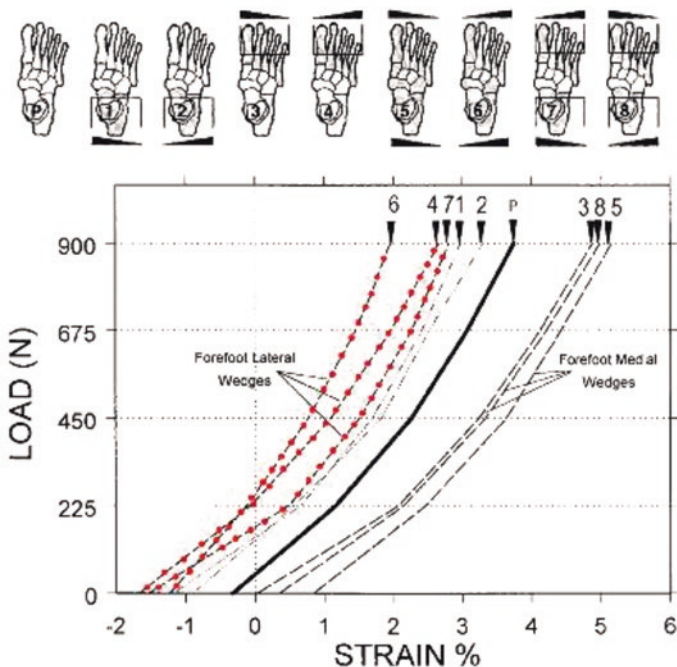 P 1 2 3 4 5 6 7 8
6 4 7 1 2 P 3 8 5
900
675
Forefoot Lateral
Wedges
Forefoot Medial
Wedges
450
225
0
LOAD (N)
-2 -1 0 1 2 3 4 5 6
STRAIN %